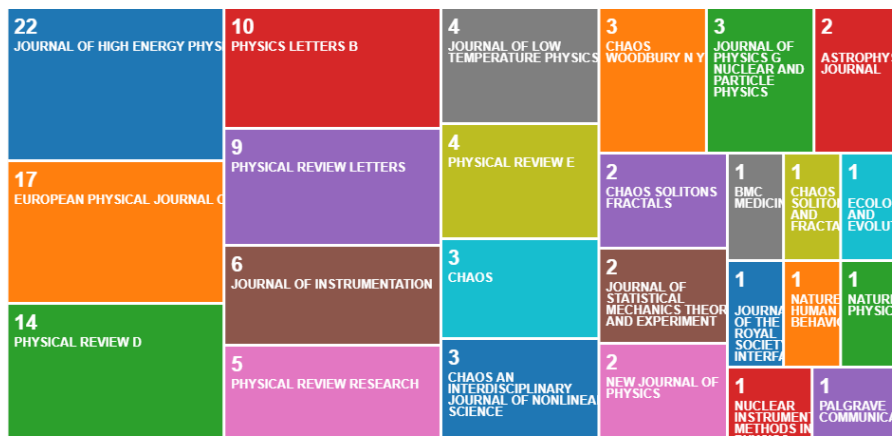 22
JOURNAL OF HIGH ENERGY PHYS
17
EUROPEAN PHYSICAL JOURNAL C
14
PHYSICAL REVIEW D
10
PHYSICS LETTERS B
9
PHYSICAL REVIEW LETTERS
6
JOURNAL OF INSTRUMENTATION
5
PHYSICAL REVIEW RESEARCH
4
JOURNAL OF LOW
TEMPERATURE PHYSICS
4
PHYSICAL REVIEW E
3
CHAOS
3
CHAOS AN
INTERDISCIPLINARY
JOURNAL OF NONLINEA
SCIENCE
3
CHAOS
WOODBURY N Y
3
JOURNAL OF
PHYSICS G
NUCLEAR AND
PARTICLE
PHYSICS
2
ASTROPHYS
JOURNAL
2
CHAOS SOLITONS
FRACTALS
2
JOURNAL OF
STATISTICAL
MECHANICS THEOR
AND EXPERIMENT
2
NEW JOURNAL OF
PHYSICS
1
BMC
MEDICIN
1
CHAOS
SOLITO
AND
FRACTA
1
ECOLO
AND
EVOLUT
1
JOURNA
OF THE
ROYAL
SOCIETY
INTERFA
1
NATURE
HUMAN
BEHAVIO
1
NATURE
PHYSIC
1
NUCLEAR
INSTRUMENT
METHODS IN
1
PALGRAVE
COMMUNICA